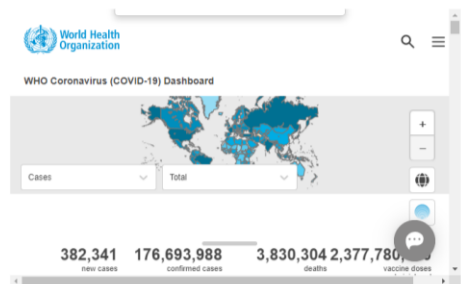 World Health
Organization
WHO Coronavirus (COVID-19) Dashboard
+
−
Cases
Total
382,341
new cases
176,693,988
confirmed cases
3,830,304
deaths
vaccine doses